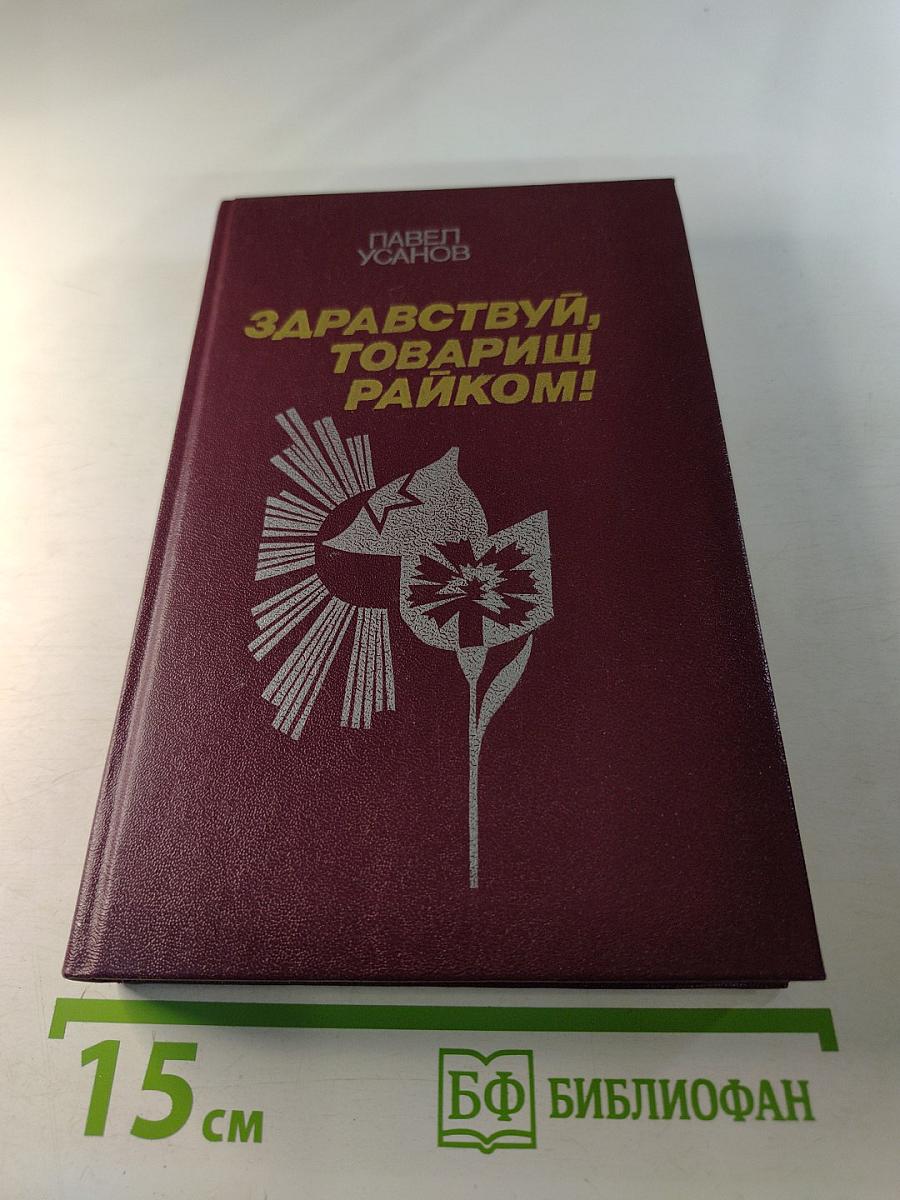 ПАВЕЛ
УСАНОВ
ЗДРАВСТВУЙ,
ТОВАРИЩ
РАЙКОМ!
15 см
БФ БИБЛИОФАН